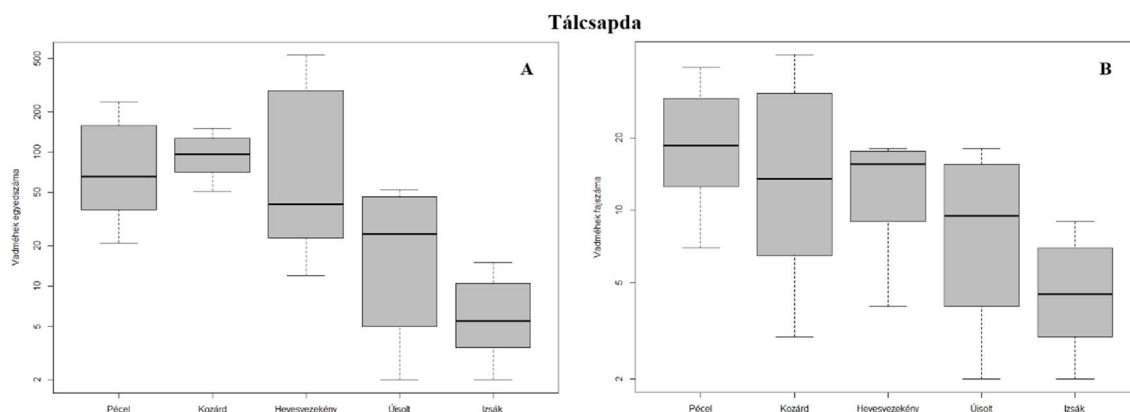 Tálcsapda
A
Vadméhek egyedszáma
500
200
100
50
20
10
5
2
Pécel
Kozárd
Hevesvezekény
Újsolt
Izsák
B
Vadméhek fajszáma
20
10
5
2
Pécel
Kozárd
Hevesvezekény
Újsolt
Izsák